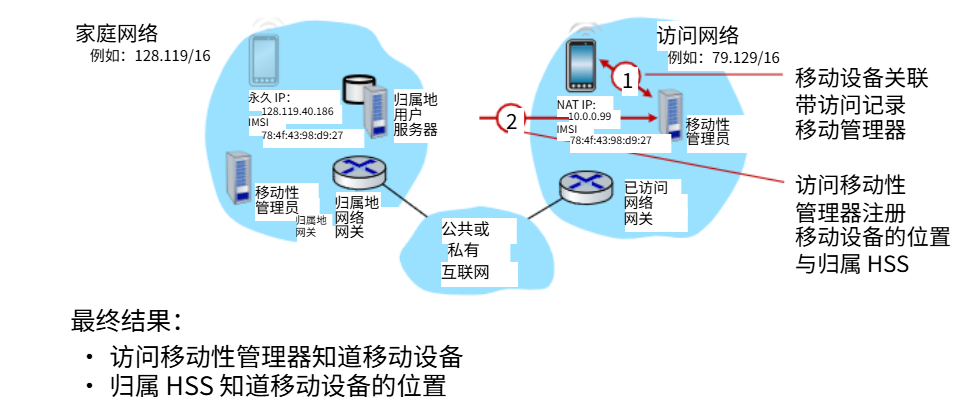 家庭网络
例如：128.119/16
永久 IP：
128.119.40.186
IMSI
78:4f:43:98:d9:27
归属地
用户
服务器
移动性
管理员
归属地
网关
归属地
网络
网关
公共或
私有
互联网
访问网络
例如：79.129/16
1
2
NAT IP:
10.0.0.99
IMSI
78:4f:43:98:d9:27
移动性
管理员
已访问
网络
网关
移动设备关联
带访问记录
移动管理器
访问移动性
管理器注册
移动设备的位置
与归属 HSS
最终结果：
• 访问移动性管理器知道移动设备
• 归属 HSS 知道移动设备的位置